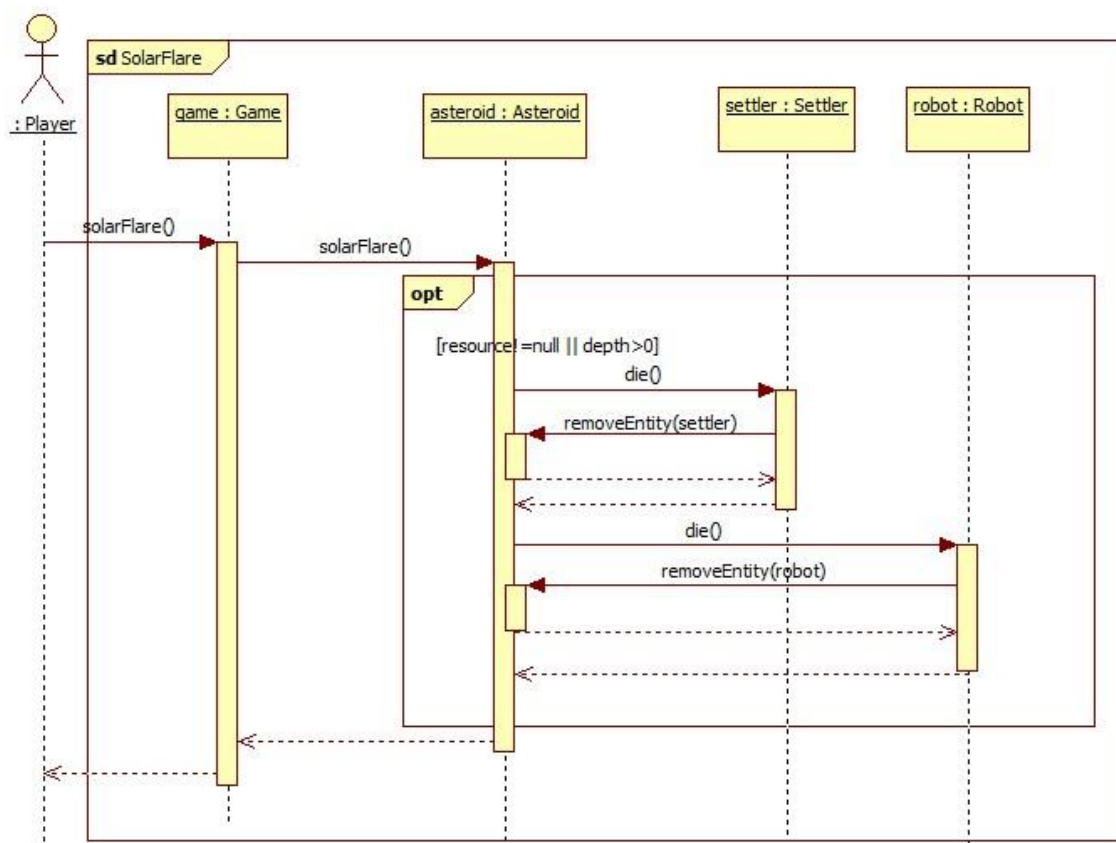 sd SolarFlare
: Player
game : Game
asteroid : Asteroid
settler : Settler
robot : Robot
solarFlare()
solarFlare()
opt
[resource!=null || depth>0]
die()
removeEntity(settler)
die()
removeEntity(robot)